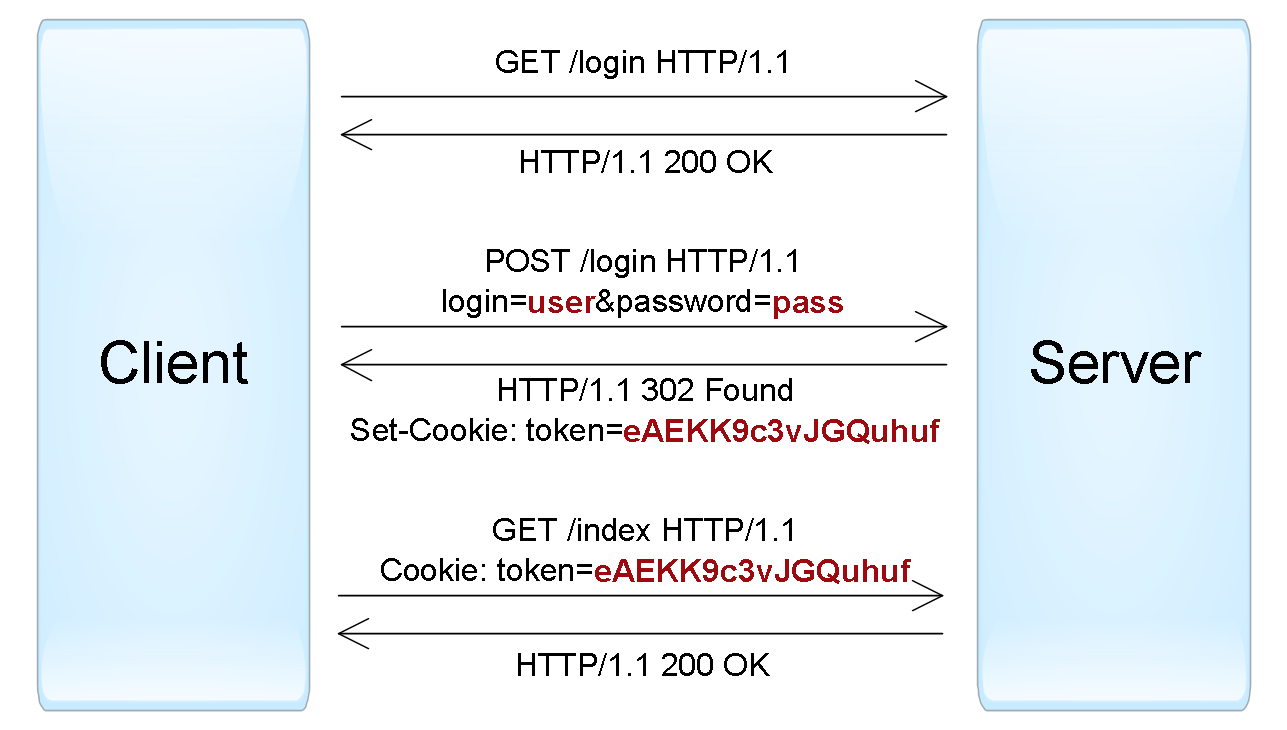 GET /login HTTP/1.1
HTTP/1.1 200 OK
POST /login HTTP/1.1
login=user&password=pass
Client
Server
HTTP/1.1 302 Found
Set-Cookie: token=eAEKK9c3vJGQuhuf
GET /index HTTP/1.1
Cookie: token=eAEKK9c3vJGQuhuf
HTTP/1.1 200 OK